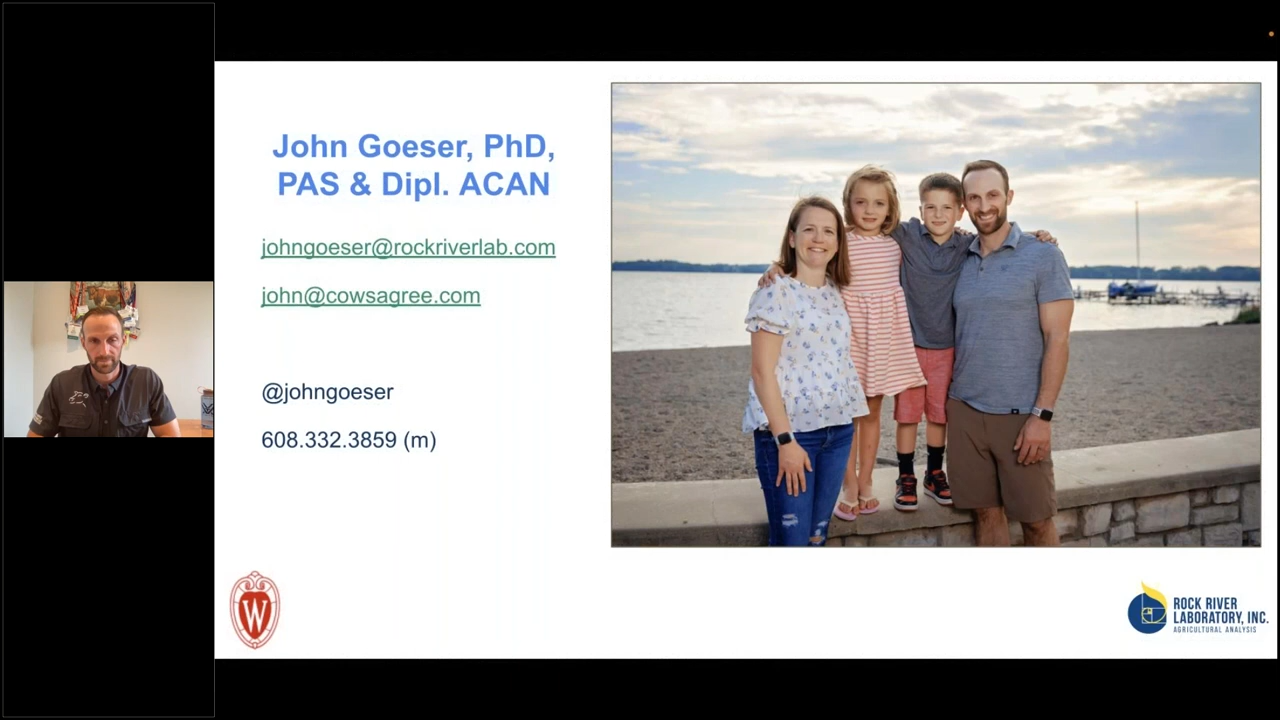 John Goeser, PhD,
PAS & Dipl. ACAN
johngoeser@rockriverlab.com
john@cowsagree.com
@johngoeser
608.332.3859 (m)
W
ROCK RIVER
LABORATORY, INC.
AGRICULTURAL ANALYSIS